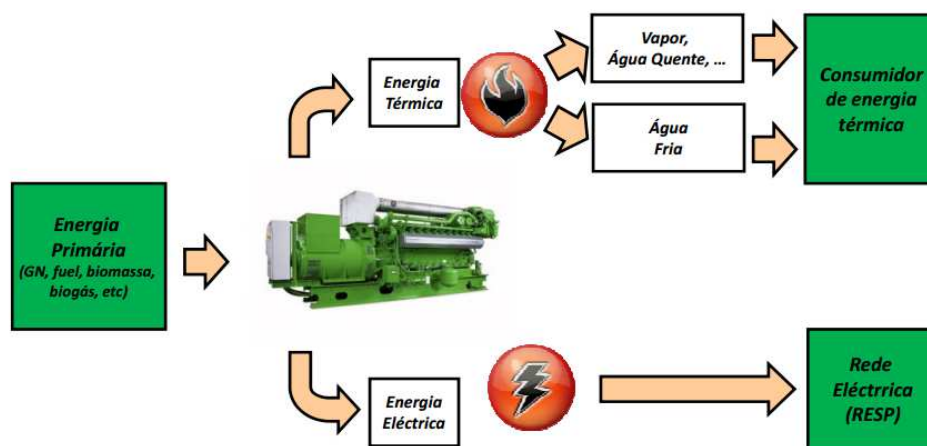 Energia
Primária
(GN, fuel, biomassa,
biogás, etc)
Energia
Térmica
Vapor,
Água Quente, ...
Água
Fria
Consumidor
de energia
térmica
Energia
Eléctrica
Rede
Eléctrrica
(RESP)